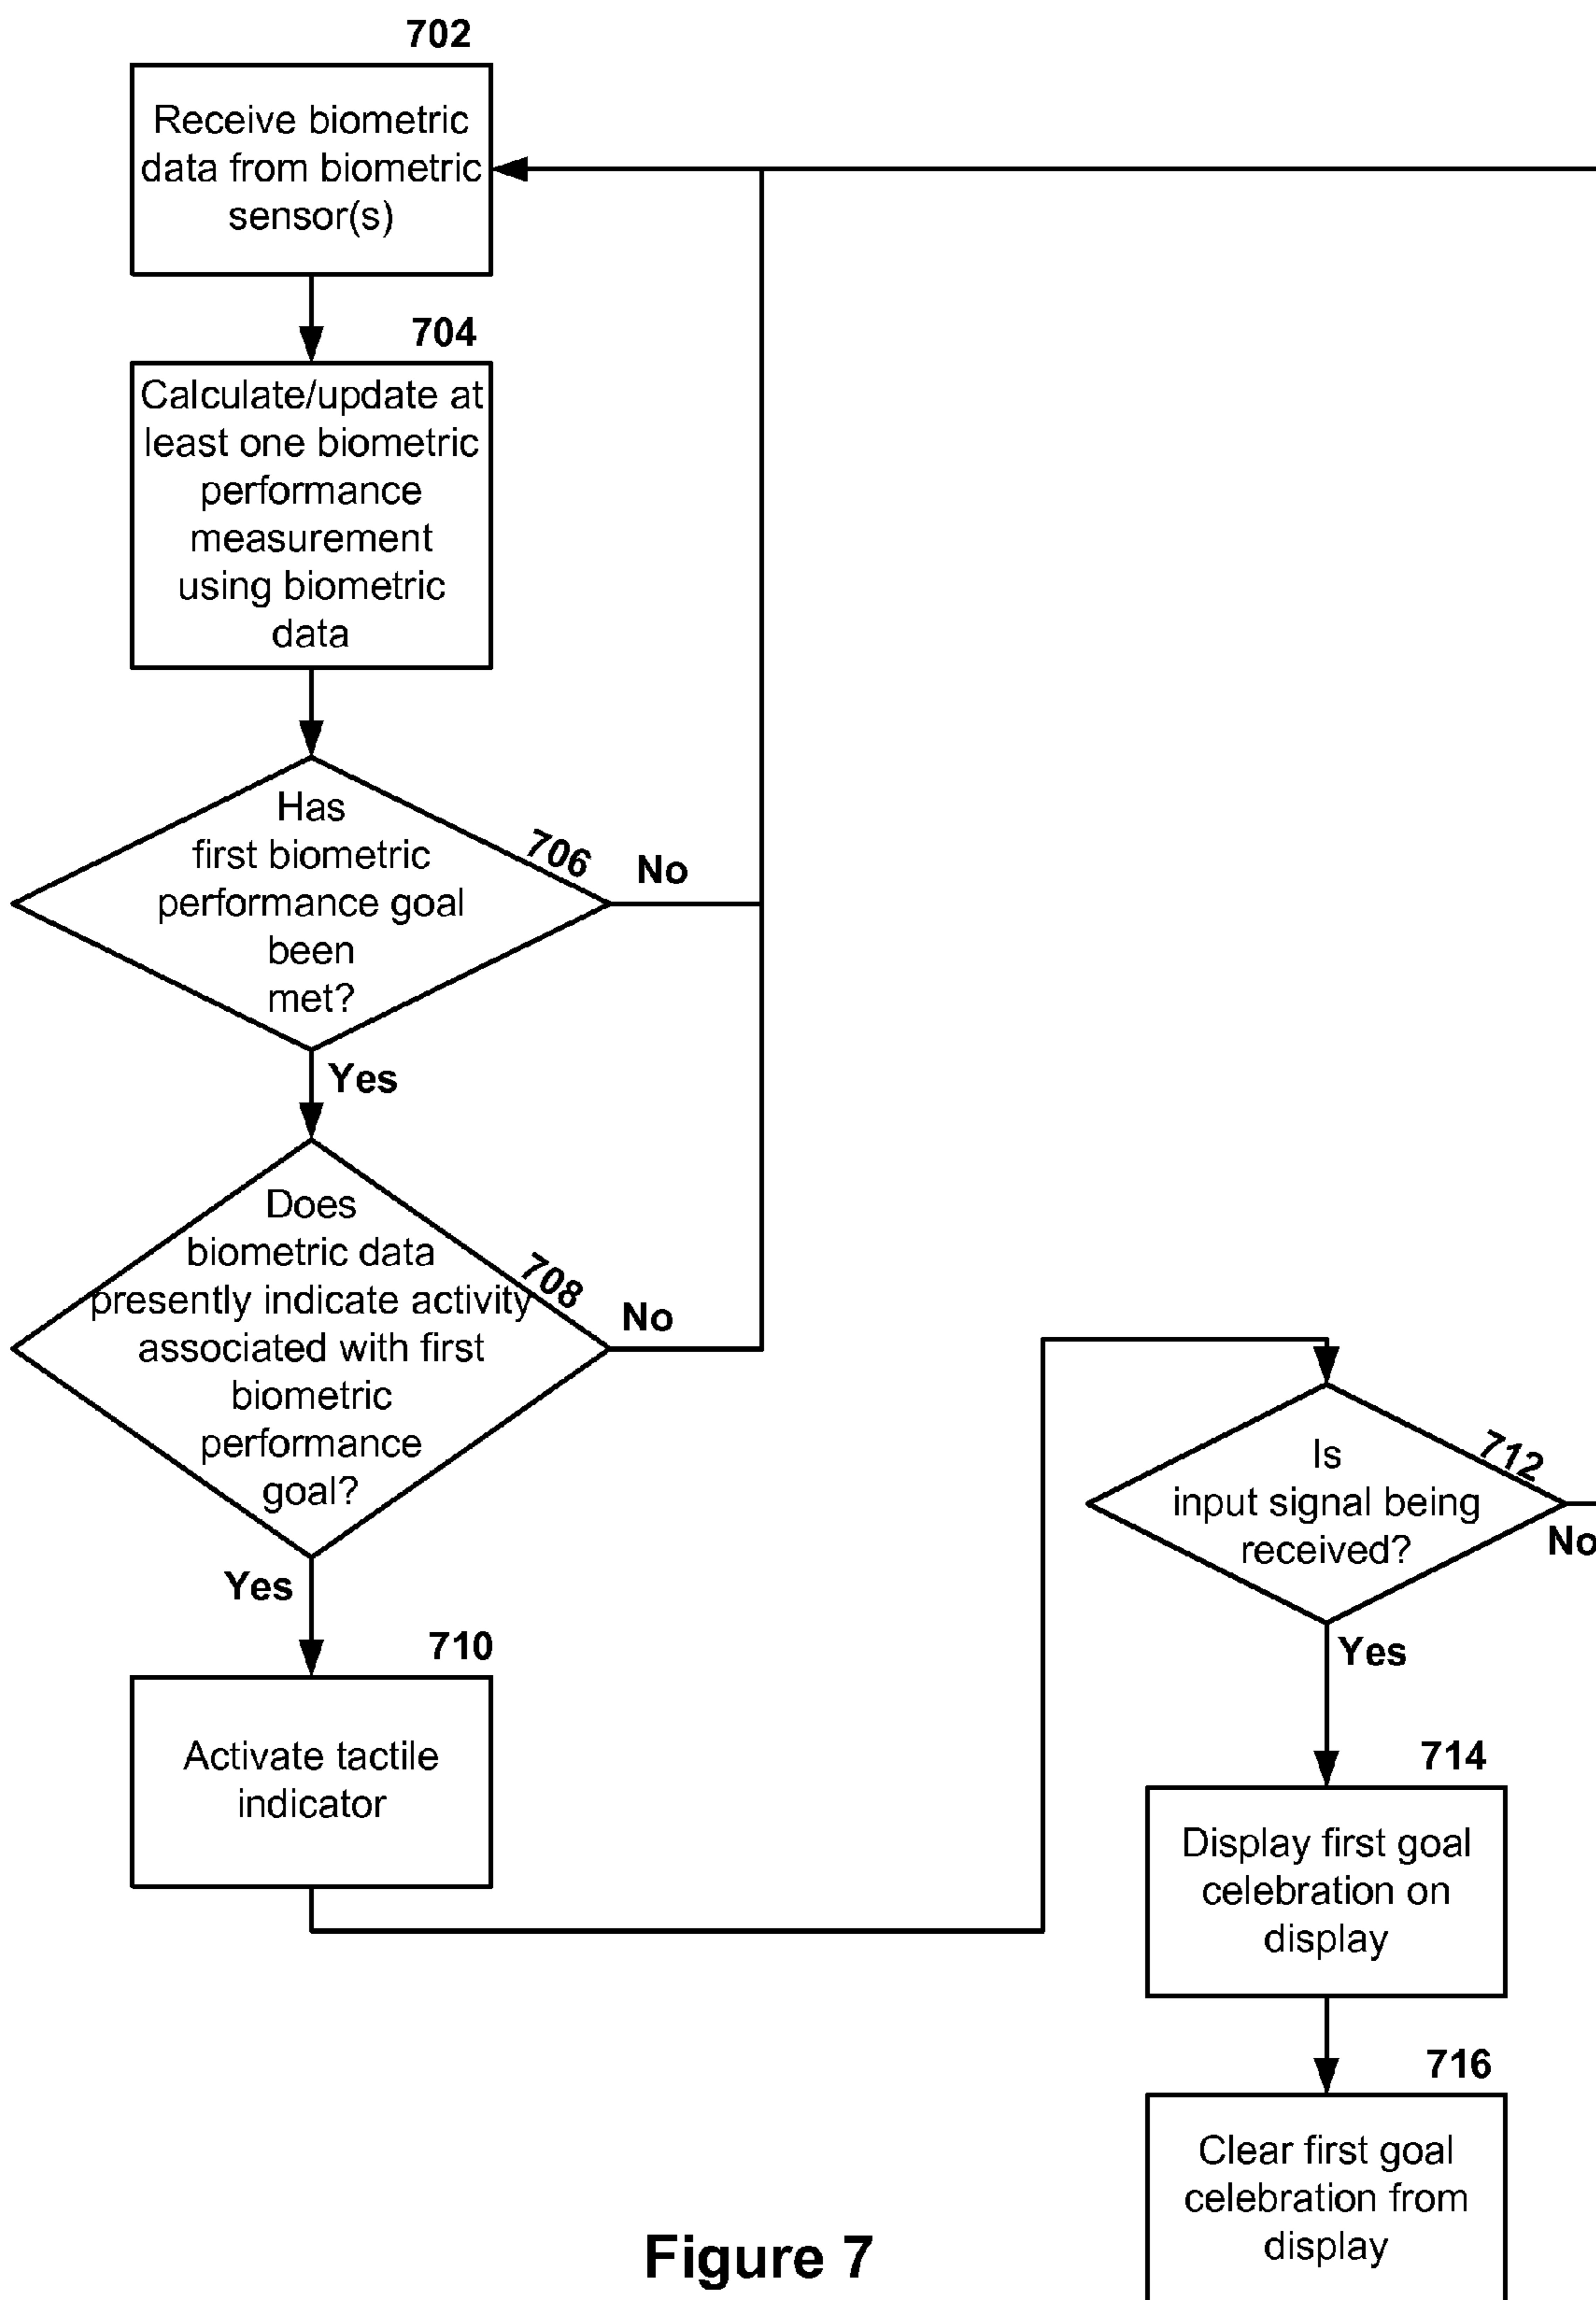 702
Receive biometric
data from biometric
sensor(s)
704
Calculate/update at
least one biometric
performance
measurement
using biometric
data
Has
first biometric
performance goal
been
met?
706
No
Yes
Does
biometric data
presently indicate activity
associated with first
biometric
performance
goal?
708
No
Yes
710
Activate tactile
indicator
Is
input signal being
received?
712
No
Yes
714
Display first goal
celebration on
display
716
Clear first goal
celebration from
display
Figure 7